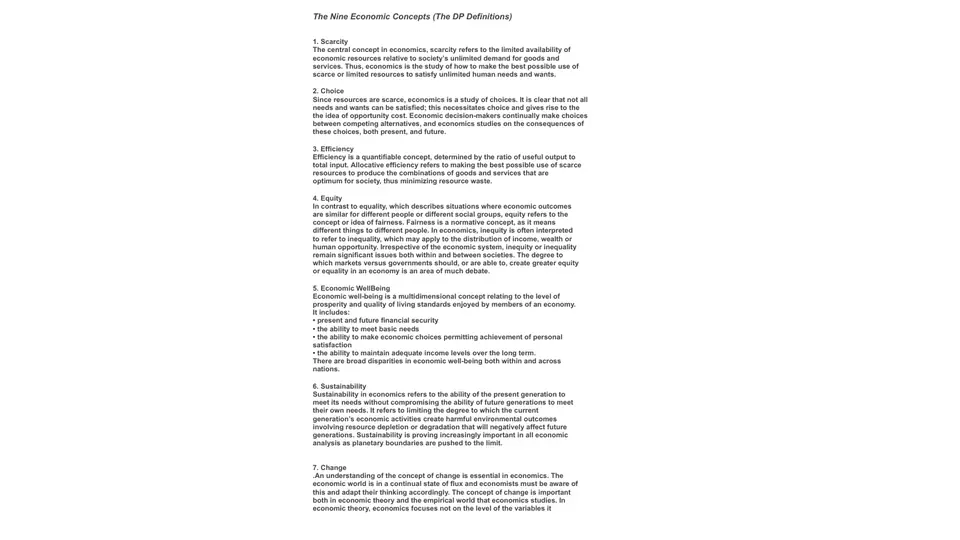 The Nine Economic Concepts (The DP Definitions)
1. Scarcity
The central concept in economics, scarcity refers to the limited availability of
economic resources relative to society's unlimited demand for goods and
services. Thus, economics is the study of how to make the best possible use of
scarce or limited resources to satisfy unlimited human needs and wants.
2. Choice
Since resources are scarce, economics is a study of choices. It is clear that not all
needs and wants can be satisfied; this necessitates choice and gives rise to the
the idea of opportunity cost. Economic decision-makers continually make choices
between competing alternatives, and economics studies on the consequences of
these choices, both present, and future.
3. Efficiency
Efficiency is a quantifiable concept, determined by the ratio of useful output to
total input. Allocative efficiency refers to making the best possible use of scarce
resources to produce the combinations of goods and services that are
optimum for society, thus minimizing resource waste.
4. Equity
In contrast to equality, which describes situations where economic outcomes
are similar for different people or different social groups, equity refers to the
concept or idea of fairness. Fairness is a normative concept, as it means
different things to different people. In economics, inequity is often interpreted
to refer to inequality, which may apply to the distribution of income, wealth or
human opportunity. Irrespective of the economic system, inequity or inequality
remain significant issues both within and between societies. The degree to
which markets versus governments should, or are able to, create greater equity
or equality in an economy is an area of much debate.
5. Economic WellBeing
Economic well-being is a multidimensional concept relating to the level of
prosperity and quality of living standards enjoyed by members of an economy.
It includes:
• present and future financial security
• the ability to meet basic needs
• the ability to make economic choices permitting achievement of personal
satisfaction
• the ability to maintain adequate income levels over the long term.
There are broad disparities in economic well-being both within and across
nations.
6. Sustainability
Sustainability in economics refers to the ability of the present generation to
meet its needs without compromising the ability of future generations to meet
their own needs. It refers to limiting the degree to which the current
generation's economic activities create harmful environmental outcomes
involving resource depletion or degradation that will negatively affect future
generations. Sustainability is proving increasingly important in all economic
analysis as planetary boundaries are pushed to the limit.
7. Change
.An understanding of the concept of change is essential in economics. The
economic world is in a continual state of flux and economists must be aware of
this and adapt their thinking accordingly. The concept of change is important
both in economic theory and the empirical world that economics studies. In
economic theory, economics focuses not on the level of the variables it